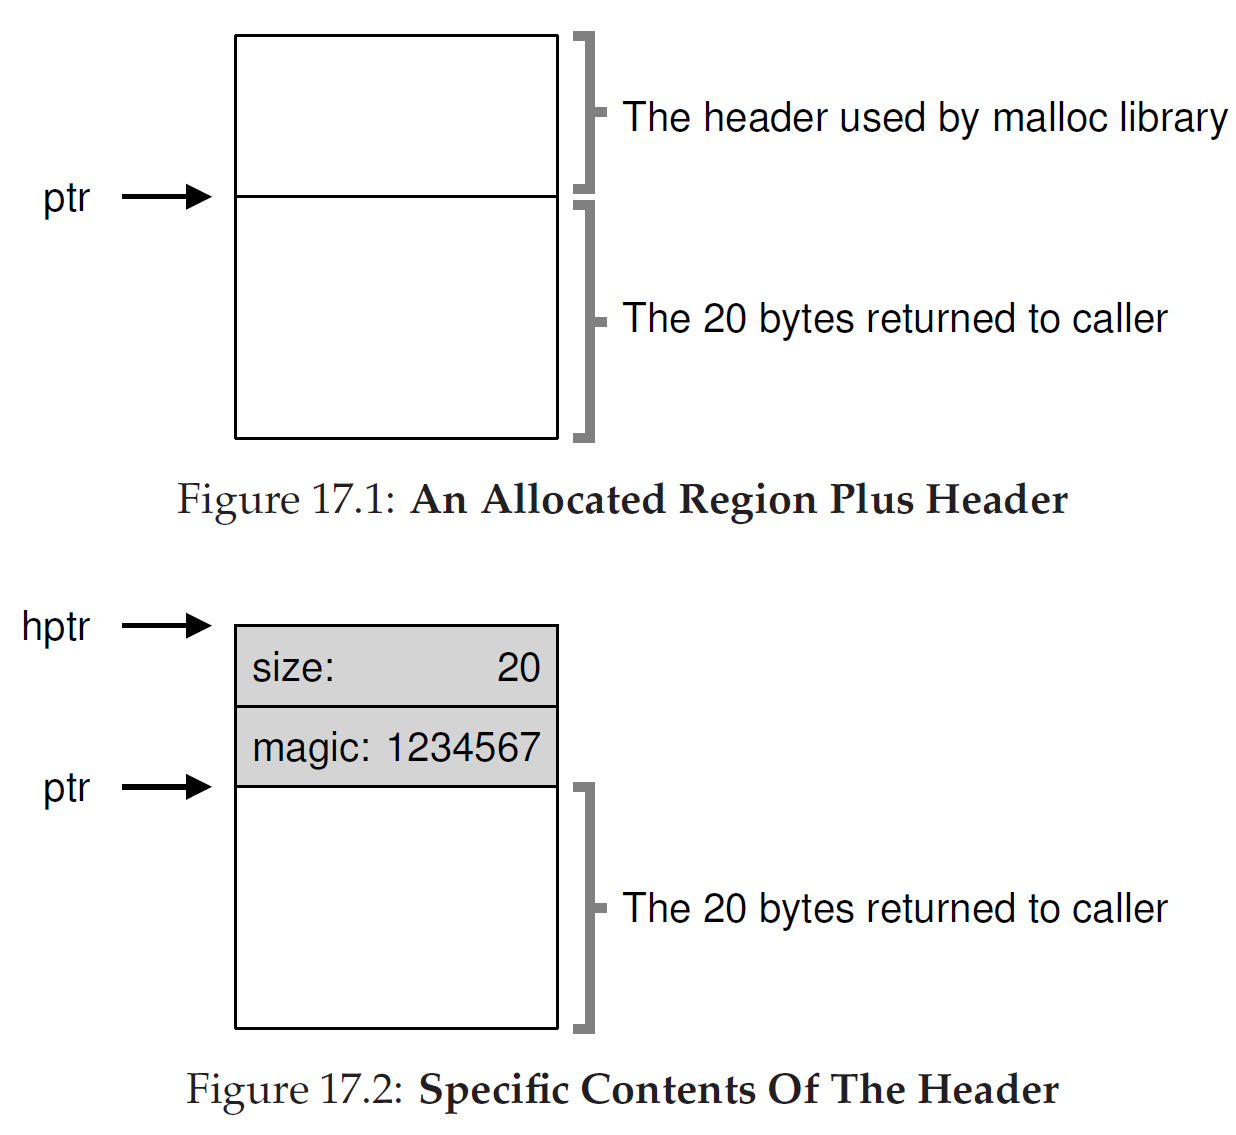 The header used by malloc library
ptr
The 20 bytes returned to caller
Figure 17.1: An Allocated Region Plus Header
hptr
size: 20
magic: 1234567
ptr
The 20 bytes returned to caller
Figure 17.2: Specific Contents Of The Header